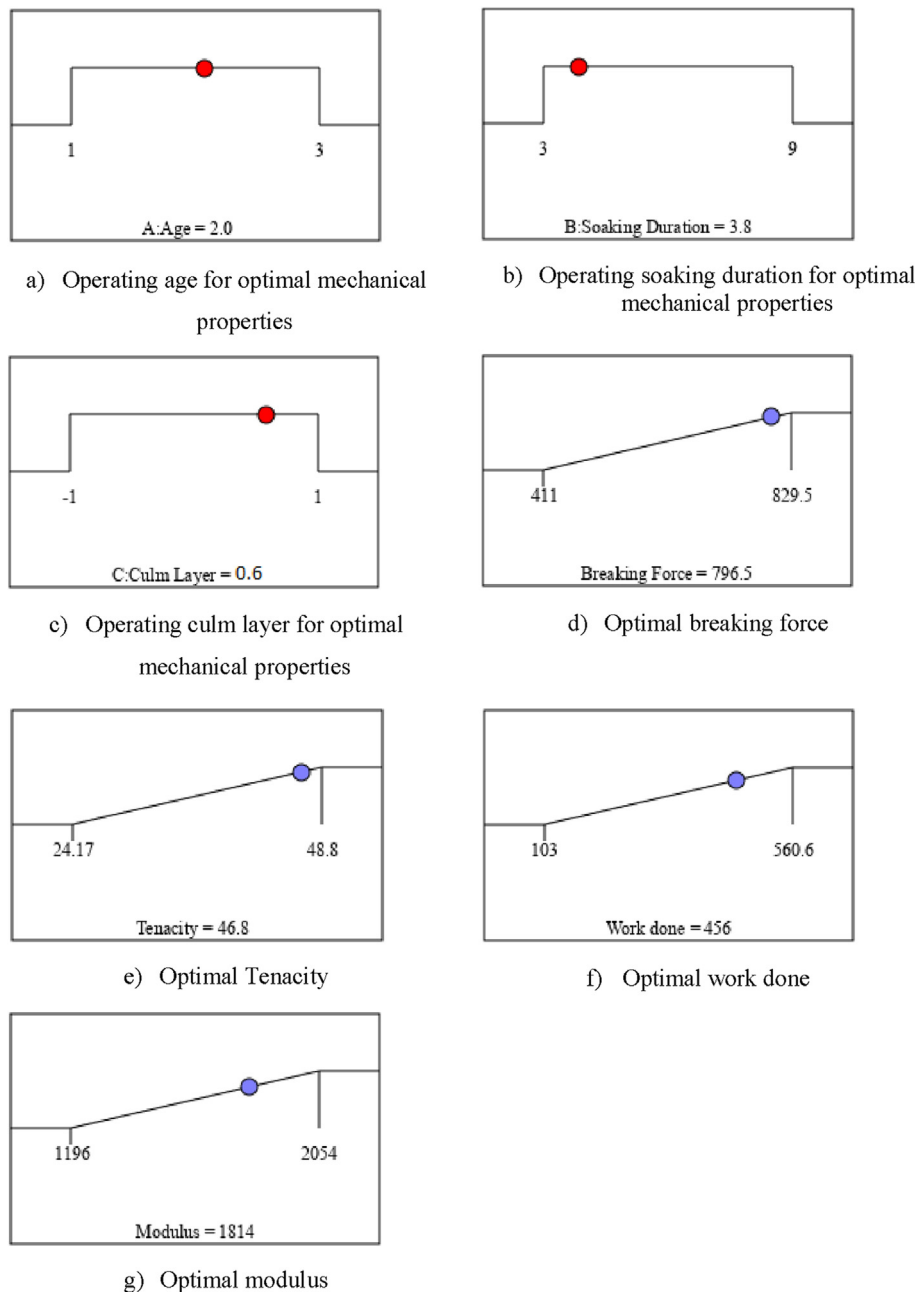 1
3
A:Age = 2.0
a) Operating age for optimal mechanical
properties
3
9
B:Soaking Duration = 3.8
b) Operating soaking duration for optimal
mechanical properties
-1
1
C:Culm Layer = 0.6
c) Operating culm layer for optimal
mechanical properties
411
829.5
Breaking Force = 796.5
d) Optimal breaking force
24.17
48.8
Tenacity = 46.8
e) Optimal Tenacity
103
560.6
Work done = 456
f) Optimal work done
1196
2054
Modulus = 1814
g) Optimal modulus